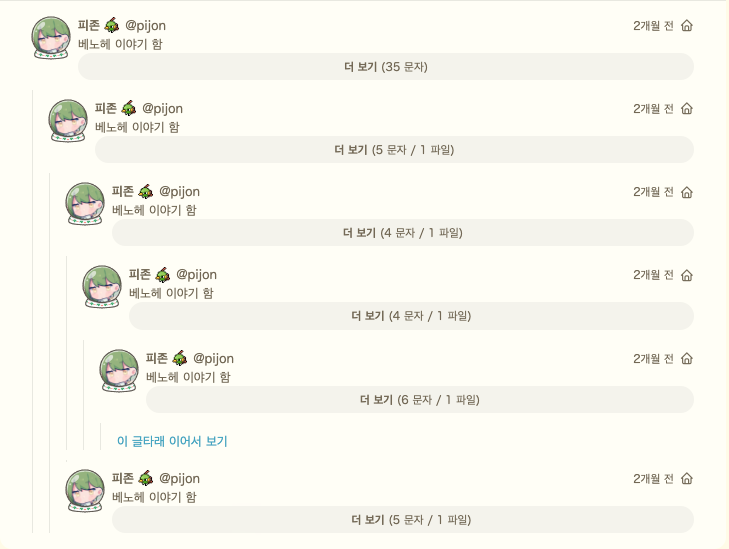 피존 @pijon 2개월 전
베노헤 이야기 함
더 보기 (35 문자)
피존 @pijon 2개월 전
베노헤 이야기 함
더 보기 (5 문자 / 1 파일)
피존 @pijon 2개월 전
베노헤 이야기 함
더 보기 (4 문자 / 1 파일)
피존 @pijon 2개월 전
베노헤 이야기 함
더 보기 (4 문자 / 1 파일)
피존 @pijon 2개월 전
베노헤 이야기 함
더 보기 (6 문자 / 1 파일)
이 글타래 이어서 보기
피존 @pijon 2개월 전
베노헤 이야기 함
더 보기 (5 문자 / 1 파일)